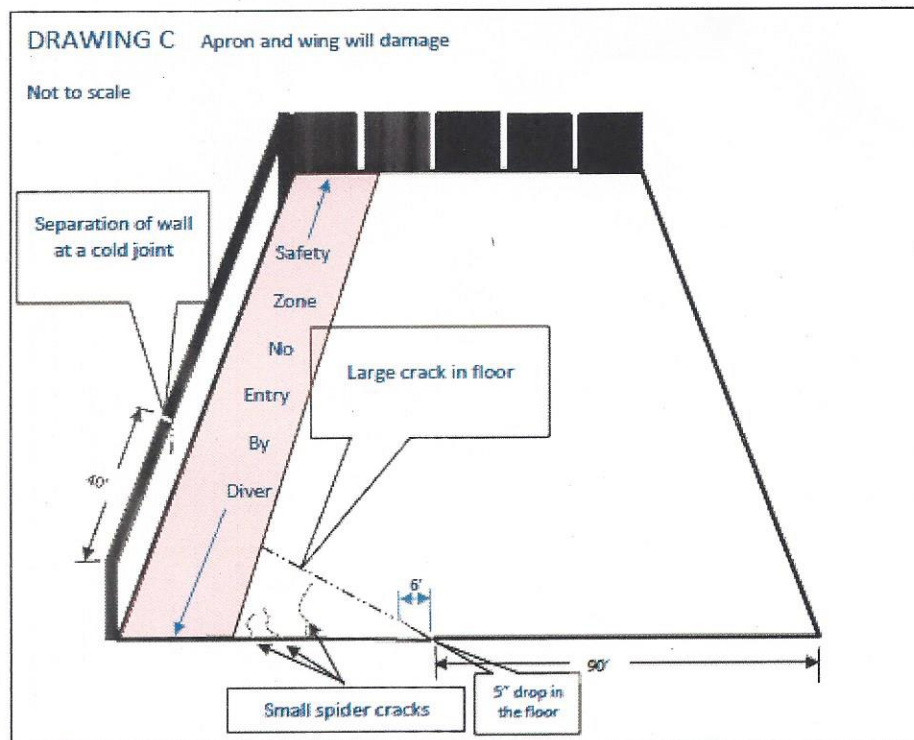 DRAWING C Apron and wing will damage
Not to scale
Separation of wall
at a cold joint
Safety
Zone
No
Entry
By
Diver
Large crack in floor
40'
6'
90'
Small spider cracks
5" drop in
the floor